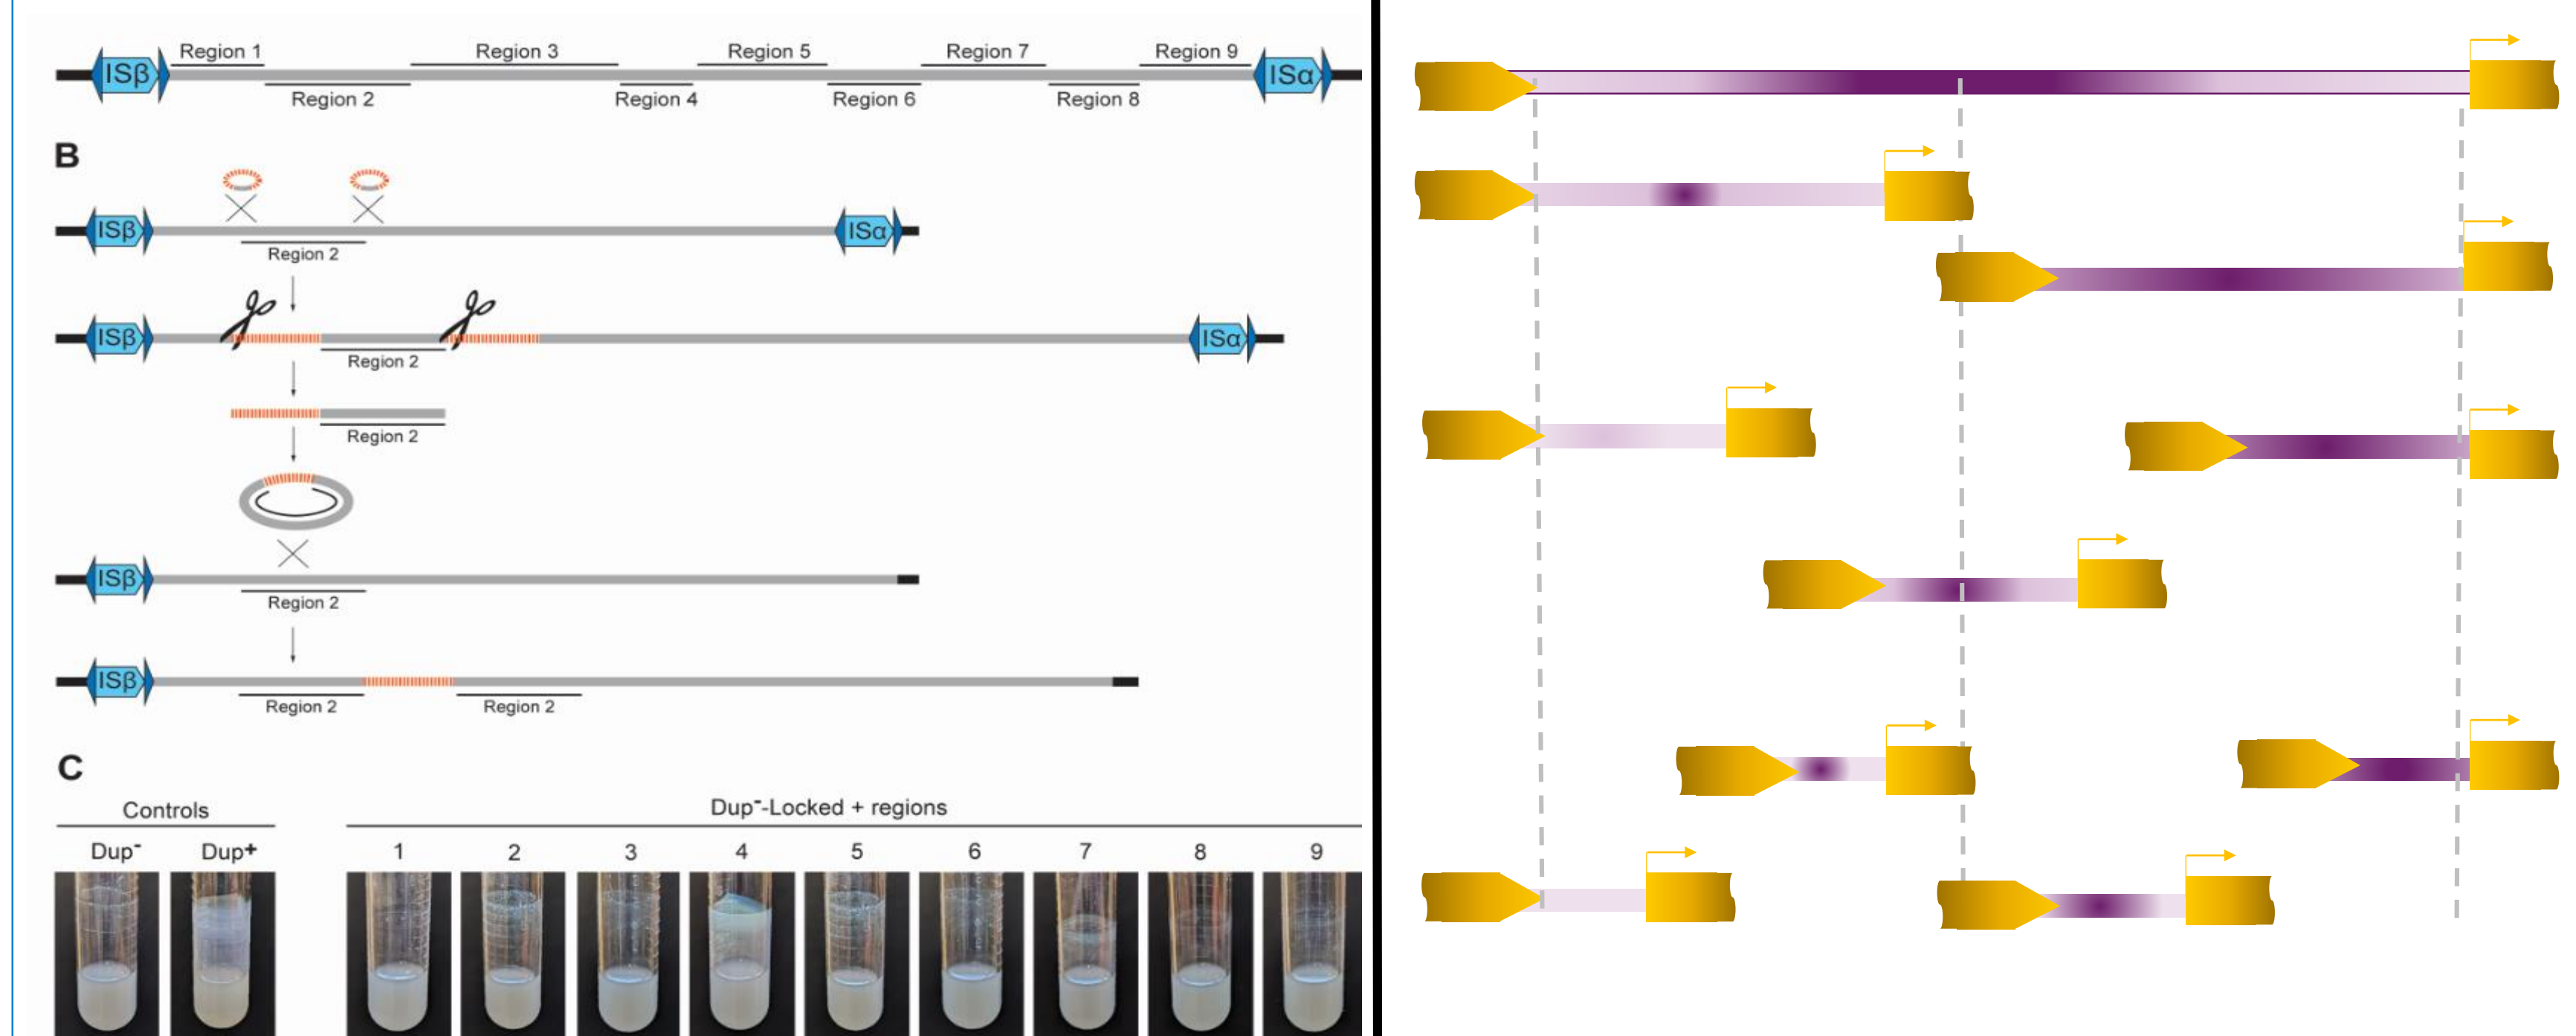 Region 1 Region 3 Region 5 Region 7 Region 9
ISβ ISα
Region 2 Region 4 Region 6 Region 8
B
ISβ ISα
Region 2
ISβ ISα
Region 2
Region 2
ISβ
Region 2
ISβ
Region 2 Region 2
C
Controls Dup⁻-Locked + regions
Dup⁻ Dup⁺ 1 2 3 4 5 6 7 8 9